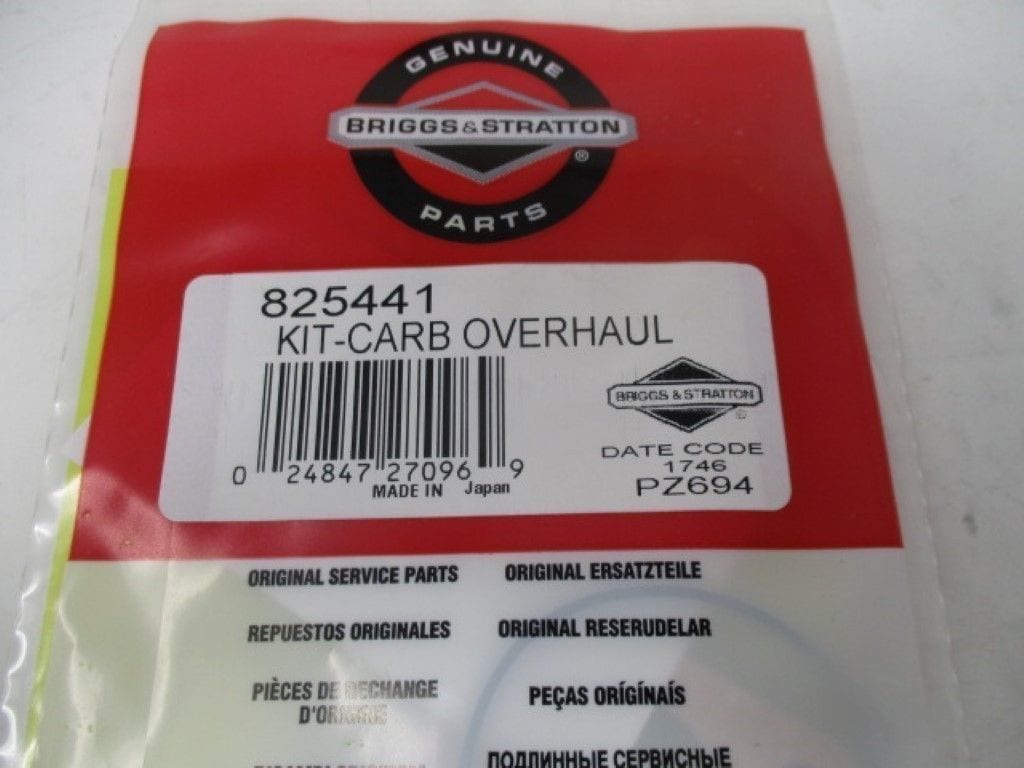 GENUINE
BRIGGS & STRATTON
®
PARTS
825441
KIT-CARB OVERHAUL
BRIGGS & STRATTON
©
0 24847 27096 9
MADE IN Japan
DATE CODE
1746
PZ694
ORIGINAL SERVICE PARTS ORIGINAL ERSATZTEILE
REPUESTOS ORIGINALES ORIGINAL RESERUDELAR
PIÈCES DE RECHANGE PEÇAS ORÍGÍNAÍS
D'ORIGINE
ПОДЛИННЫЕ СЕРВИСНЫЕ